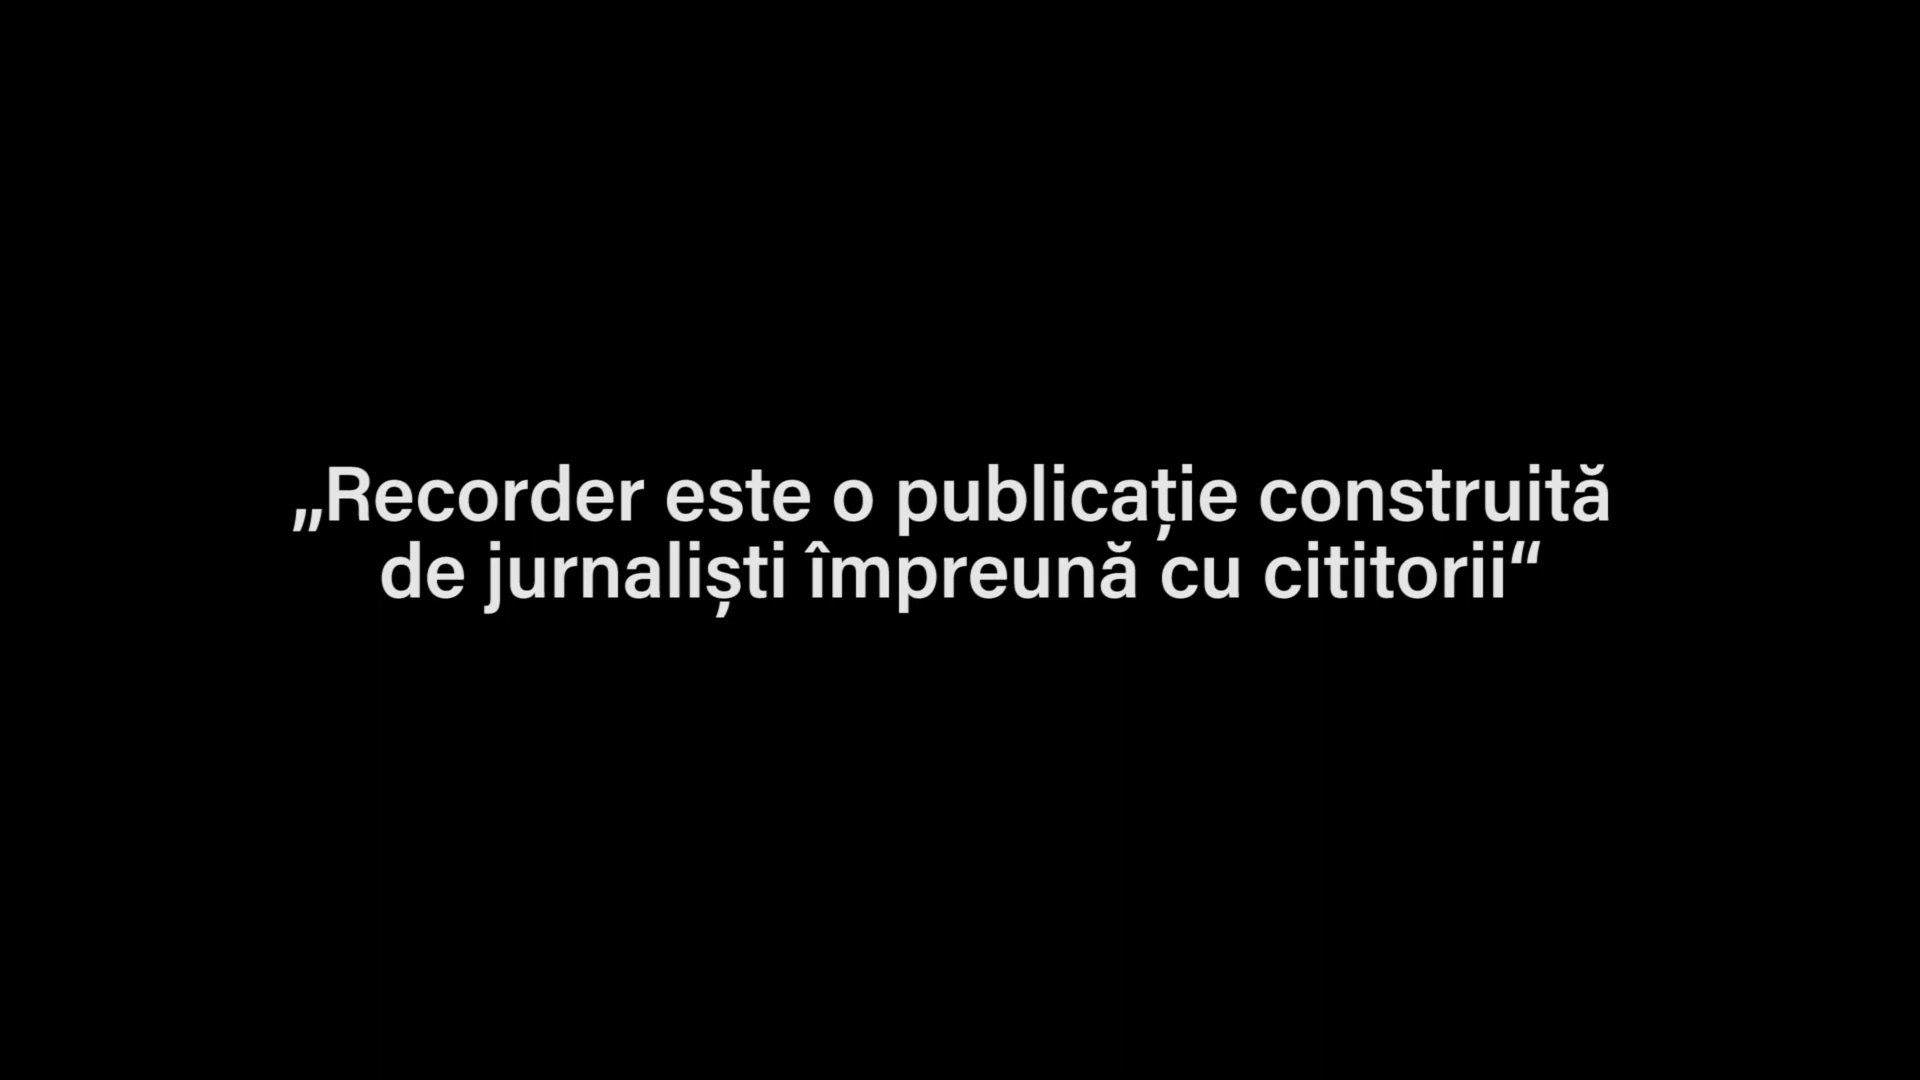 „Recorder este o publicație construită
de jurnaliști împreună cu cititorii“